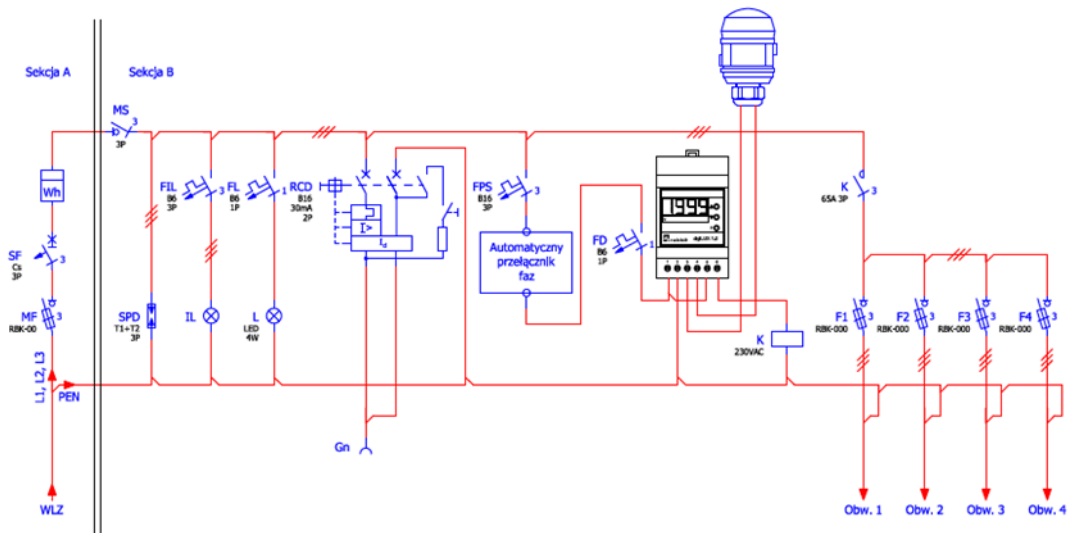 Sekcja A
Sekcja B
MS
3
3P
Wh
SF
3
Cs
3P
MF
3
RBK-00
L1, L2, L3
PEN
WLZ
SPD
T1+T2
3P
FIL
3
B6
3P
IL
FL
1
B6
1P
L
LED
4W
RCD
B16
30mA
2P
I>
Id
Gn
FPS
3
B16
3P
Automatyczny
przełącznik
faz
FD
1
B6
1P
1999
K
230VAC
K
3
65A 3P
F1
3
RBK-000
F2
3
RBK-000
F3
3
RBK-000
F4
3
RBK-000
Obw. 1
Obw. 2
Obw. 3
Obw. 4